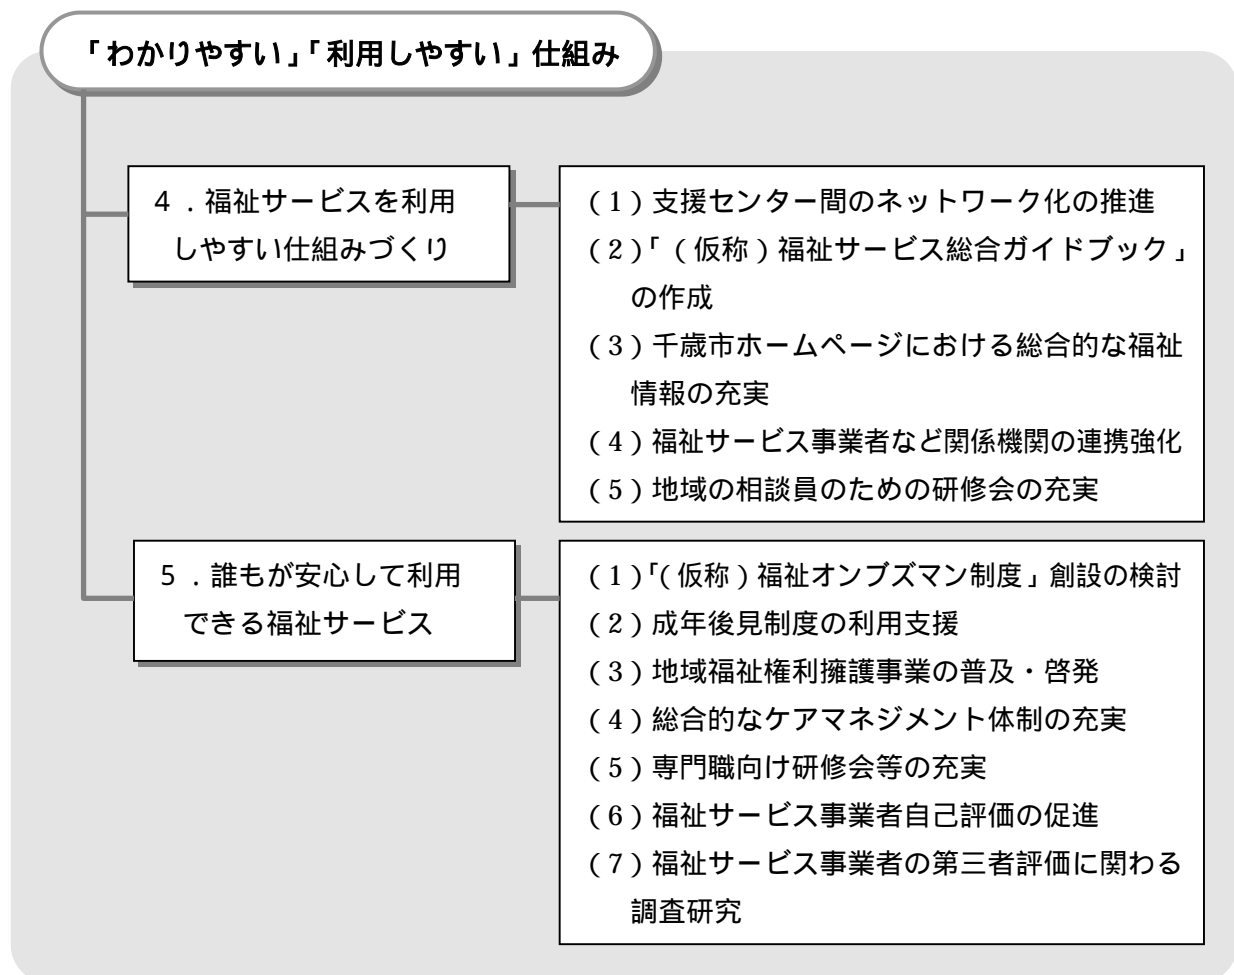 「わかりやすい」「利用しやすい」仕組み
4．福祉サービスを利用
しやすい仕組みづくり
(1)支援センター間のネットワーク化の推進
(2)「(仮称)福祉サービス総合ガイドブック」
の作成
(3)千歳市ホームページにおける総合的な福祉
情報の充実
(4)福祉サービス事業者など関係機関の連携強化
(5)地域の相談員のための研修会の充実
5．誰もが安心して利用
できる福祉サービス
(1)「(仮称)福祉オンブズマン制度」創設の検討
(2)成年後見制度の利用支援
(3)地域福祉権利擁護事業の普及・啓発
(4)総合的なケアマネジメント体制の充実
(5)専門職向け研修会等の充実
(6)福祉サービス事業者自己評価の促進
(7)福祉サービス事業者の第三者評価に関わる
調査研究